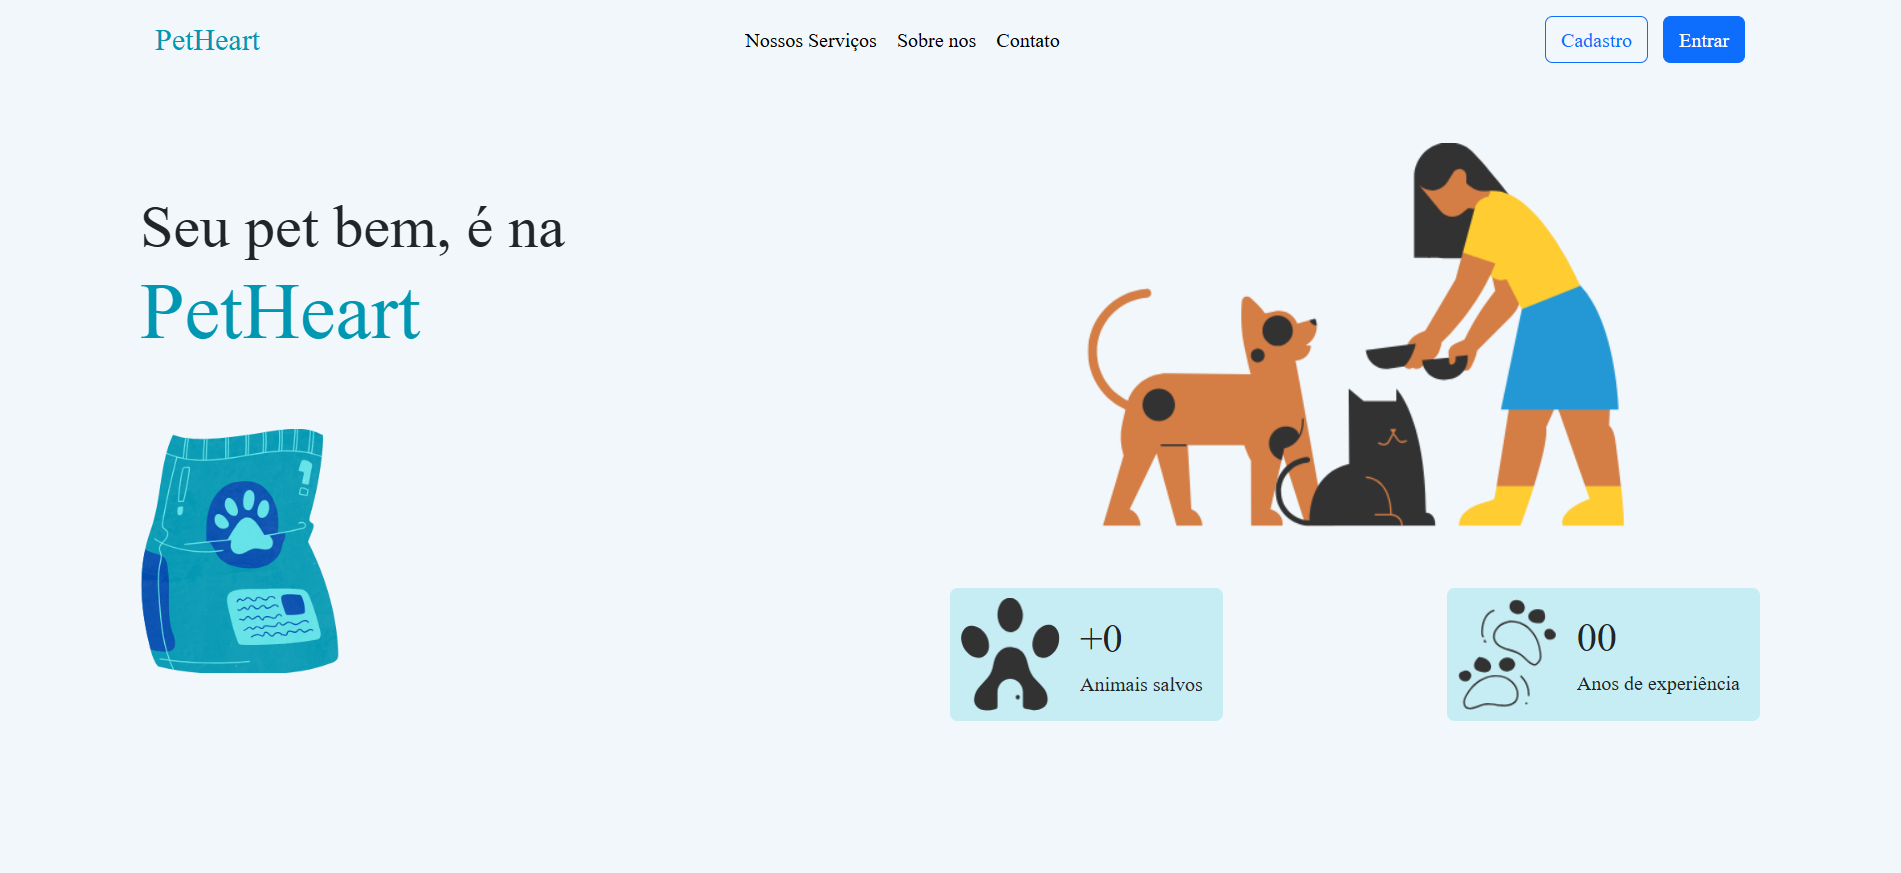 PetHeart
Nossos Serviços Sobre nos Contato
Cadastro Entrar
Seu pet bem, é na
PetHeart
+0
Animais salvos
00
Anos de experiência